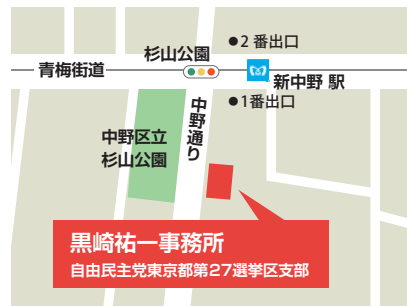 ●2 番出口
杉山公園
青梅街道
新中野 駅
●1番出口
中野通り
中野区立
杉山公園
黒崎祐一事務所
自由民主党東京都第27選挙区支部